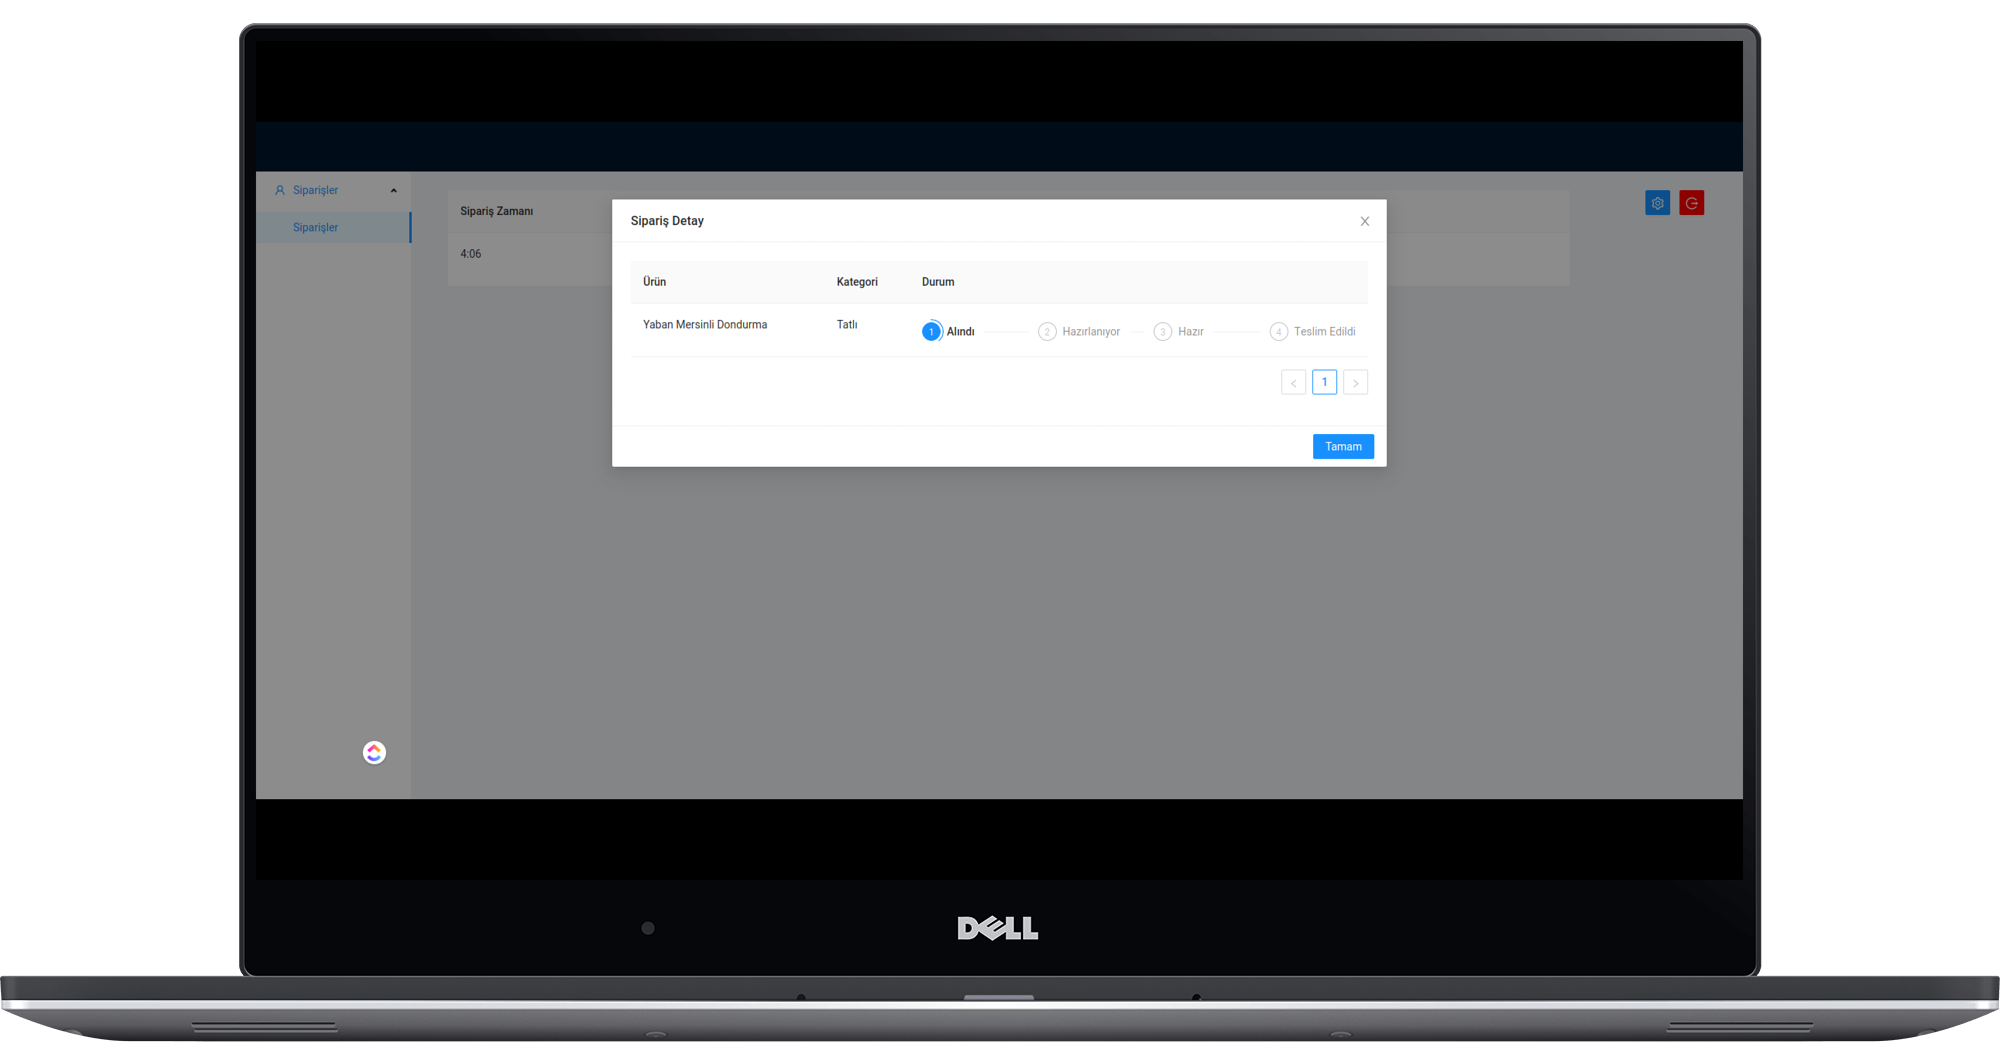 Siparişler
Siparişler
Sipariş Zamanı
4:06
Sipariş Detay
Ürün Kategori Durum
Yaban Mersinli Dondurma Tatlı 1 Alındı 2 Hazırlanıyor 3 Hazır 4 Teslim Edildi
< 1 >
Tamam
DELL